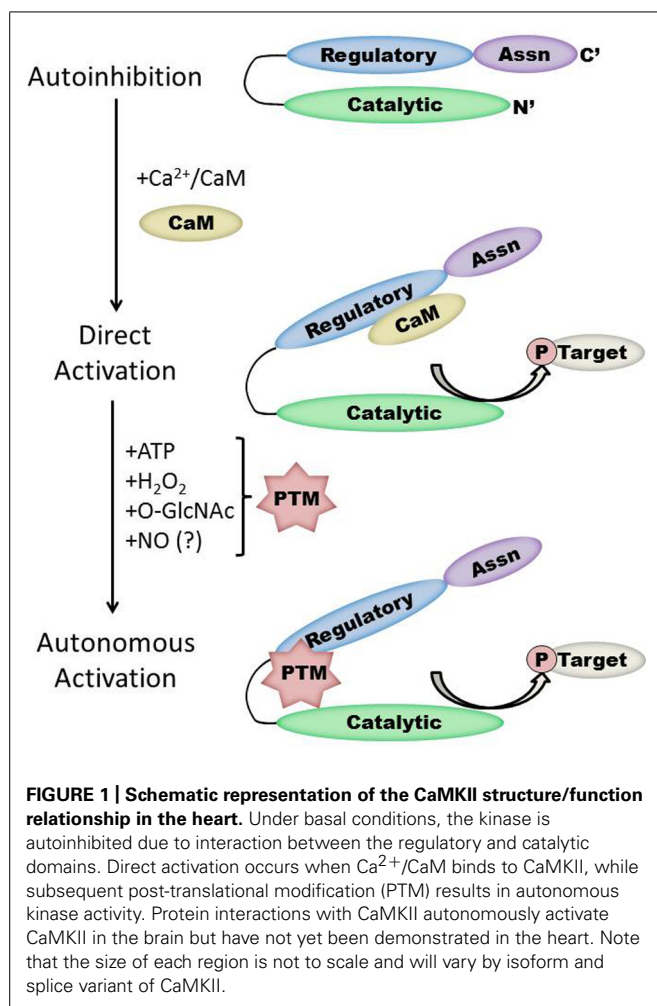 Autoinhibition
Regulatory
Assn
C'
Catalytic
N'
+Ca²⁺/CaM
CaM
Direct
Activation
Assn
Regulatory
CaM
Catalytic
P
Target
+ATP
+H₂O₂
+O-GlcNAc
+NO (?)
PTM
Autonomous
Activation
Assn
Regulatory
PTM
Catalytic
P
Target
FIGURE 1 | Schematic representation of the CaMKII structure/function
relationship in the heart. Under basal conditions, the kinase is
autoinhibited due to interaction between the regulatory and catalytic
domains. Direct activation occurs when Ca²⁺/CaM binds to CaMKII, while
subsequent post-translational modification (PTM) results in autonomous
kinase activity. Protein interactions with CaMKII autonomously activate
CaMKII in the brain but have not yet been demonstrated in the heart. Note
that the size of each region is not to scale and will vary by isoform and
splice variant of CaMKII.